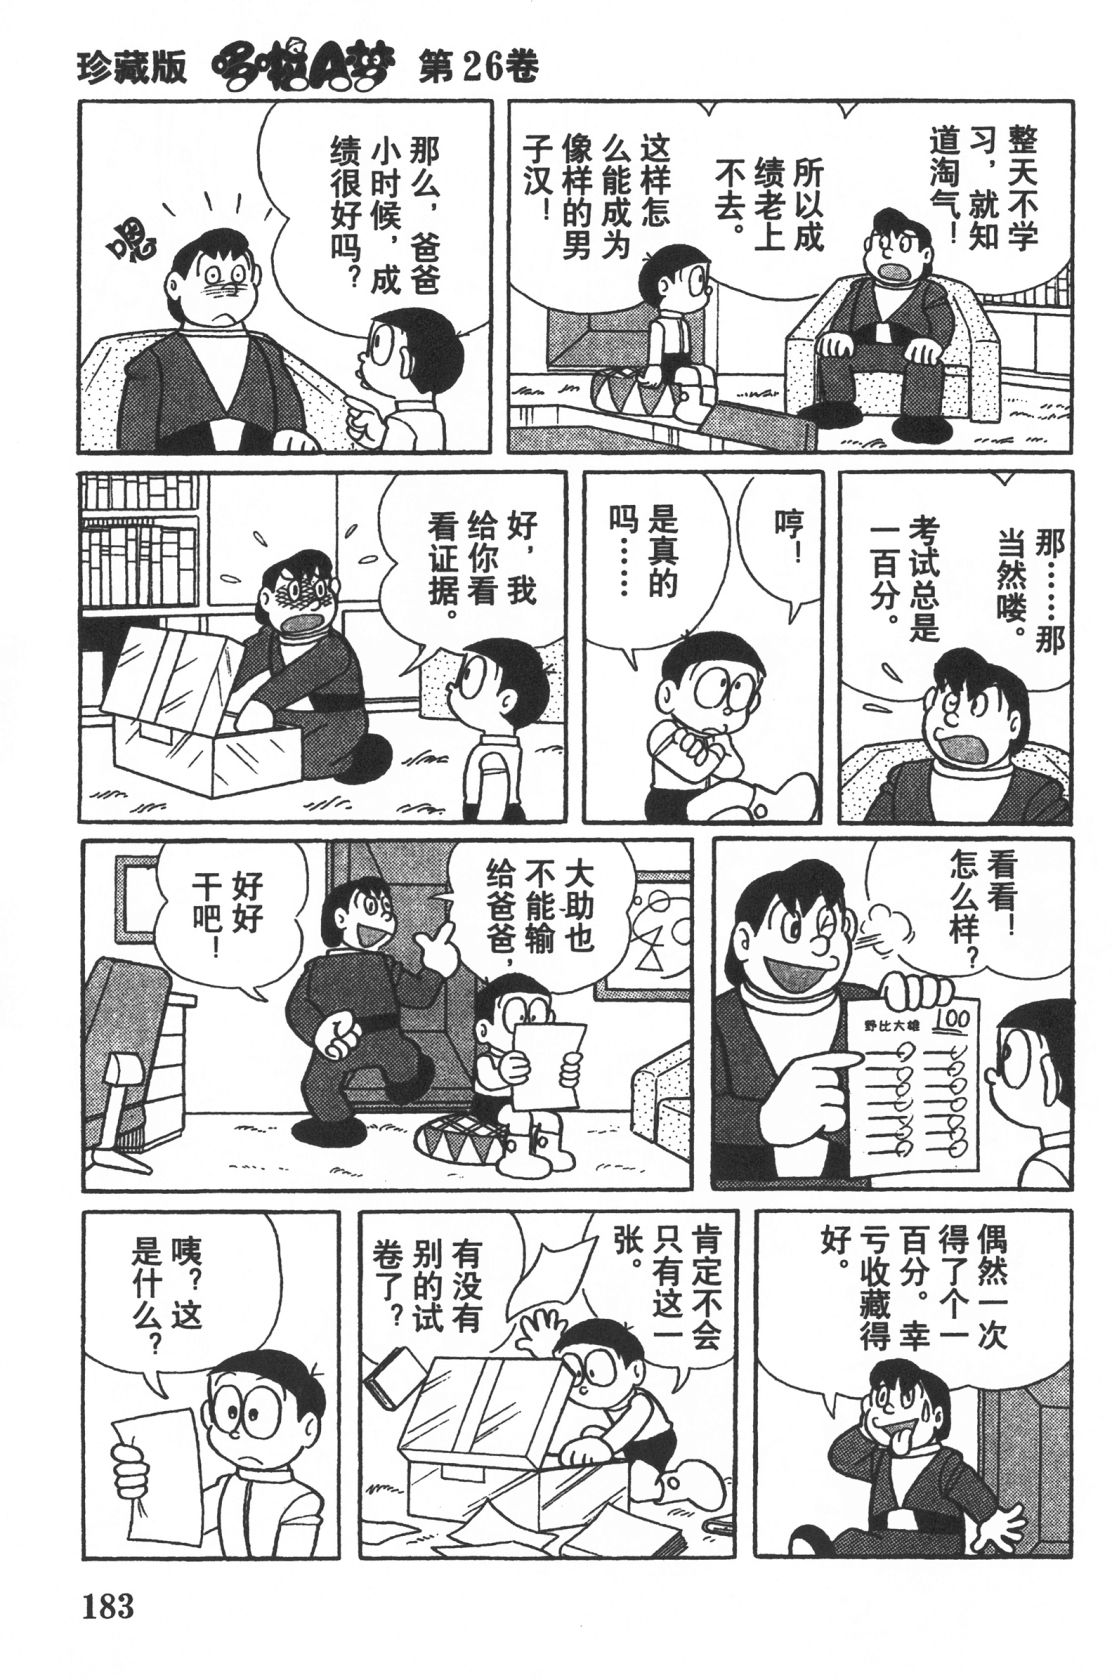 珍藏版 哆啦A梦 第26卷
整天不学
习，就知
道淘气！
所以成
绩老上
不去。
这样怎
么能成为
像样的男
子汉！
那么，爸爸
小时候，成
绩很好吗？
嗯
那……那
当然喽。
考试总是
一百分。
哼！
是真的
吗……
好，我
给你看
看证据。
看看！
怎么样？
野比大雄 100
大助也
不能输
给爸爸，
好好
干吧！
偶然一次
得了个一
百分。幸
亏收藏得
好。
肯定不会
只有这一
张。
有没有
别的试
卷了？
咦？这
是什么？
183